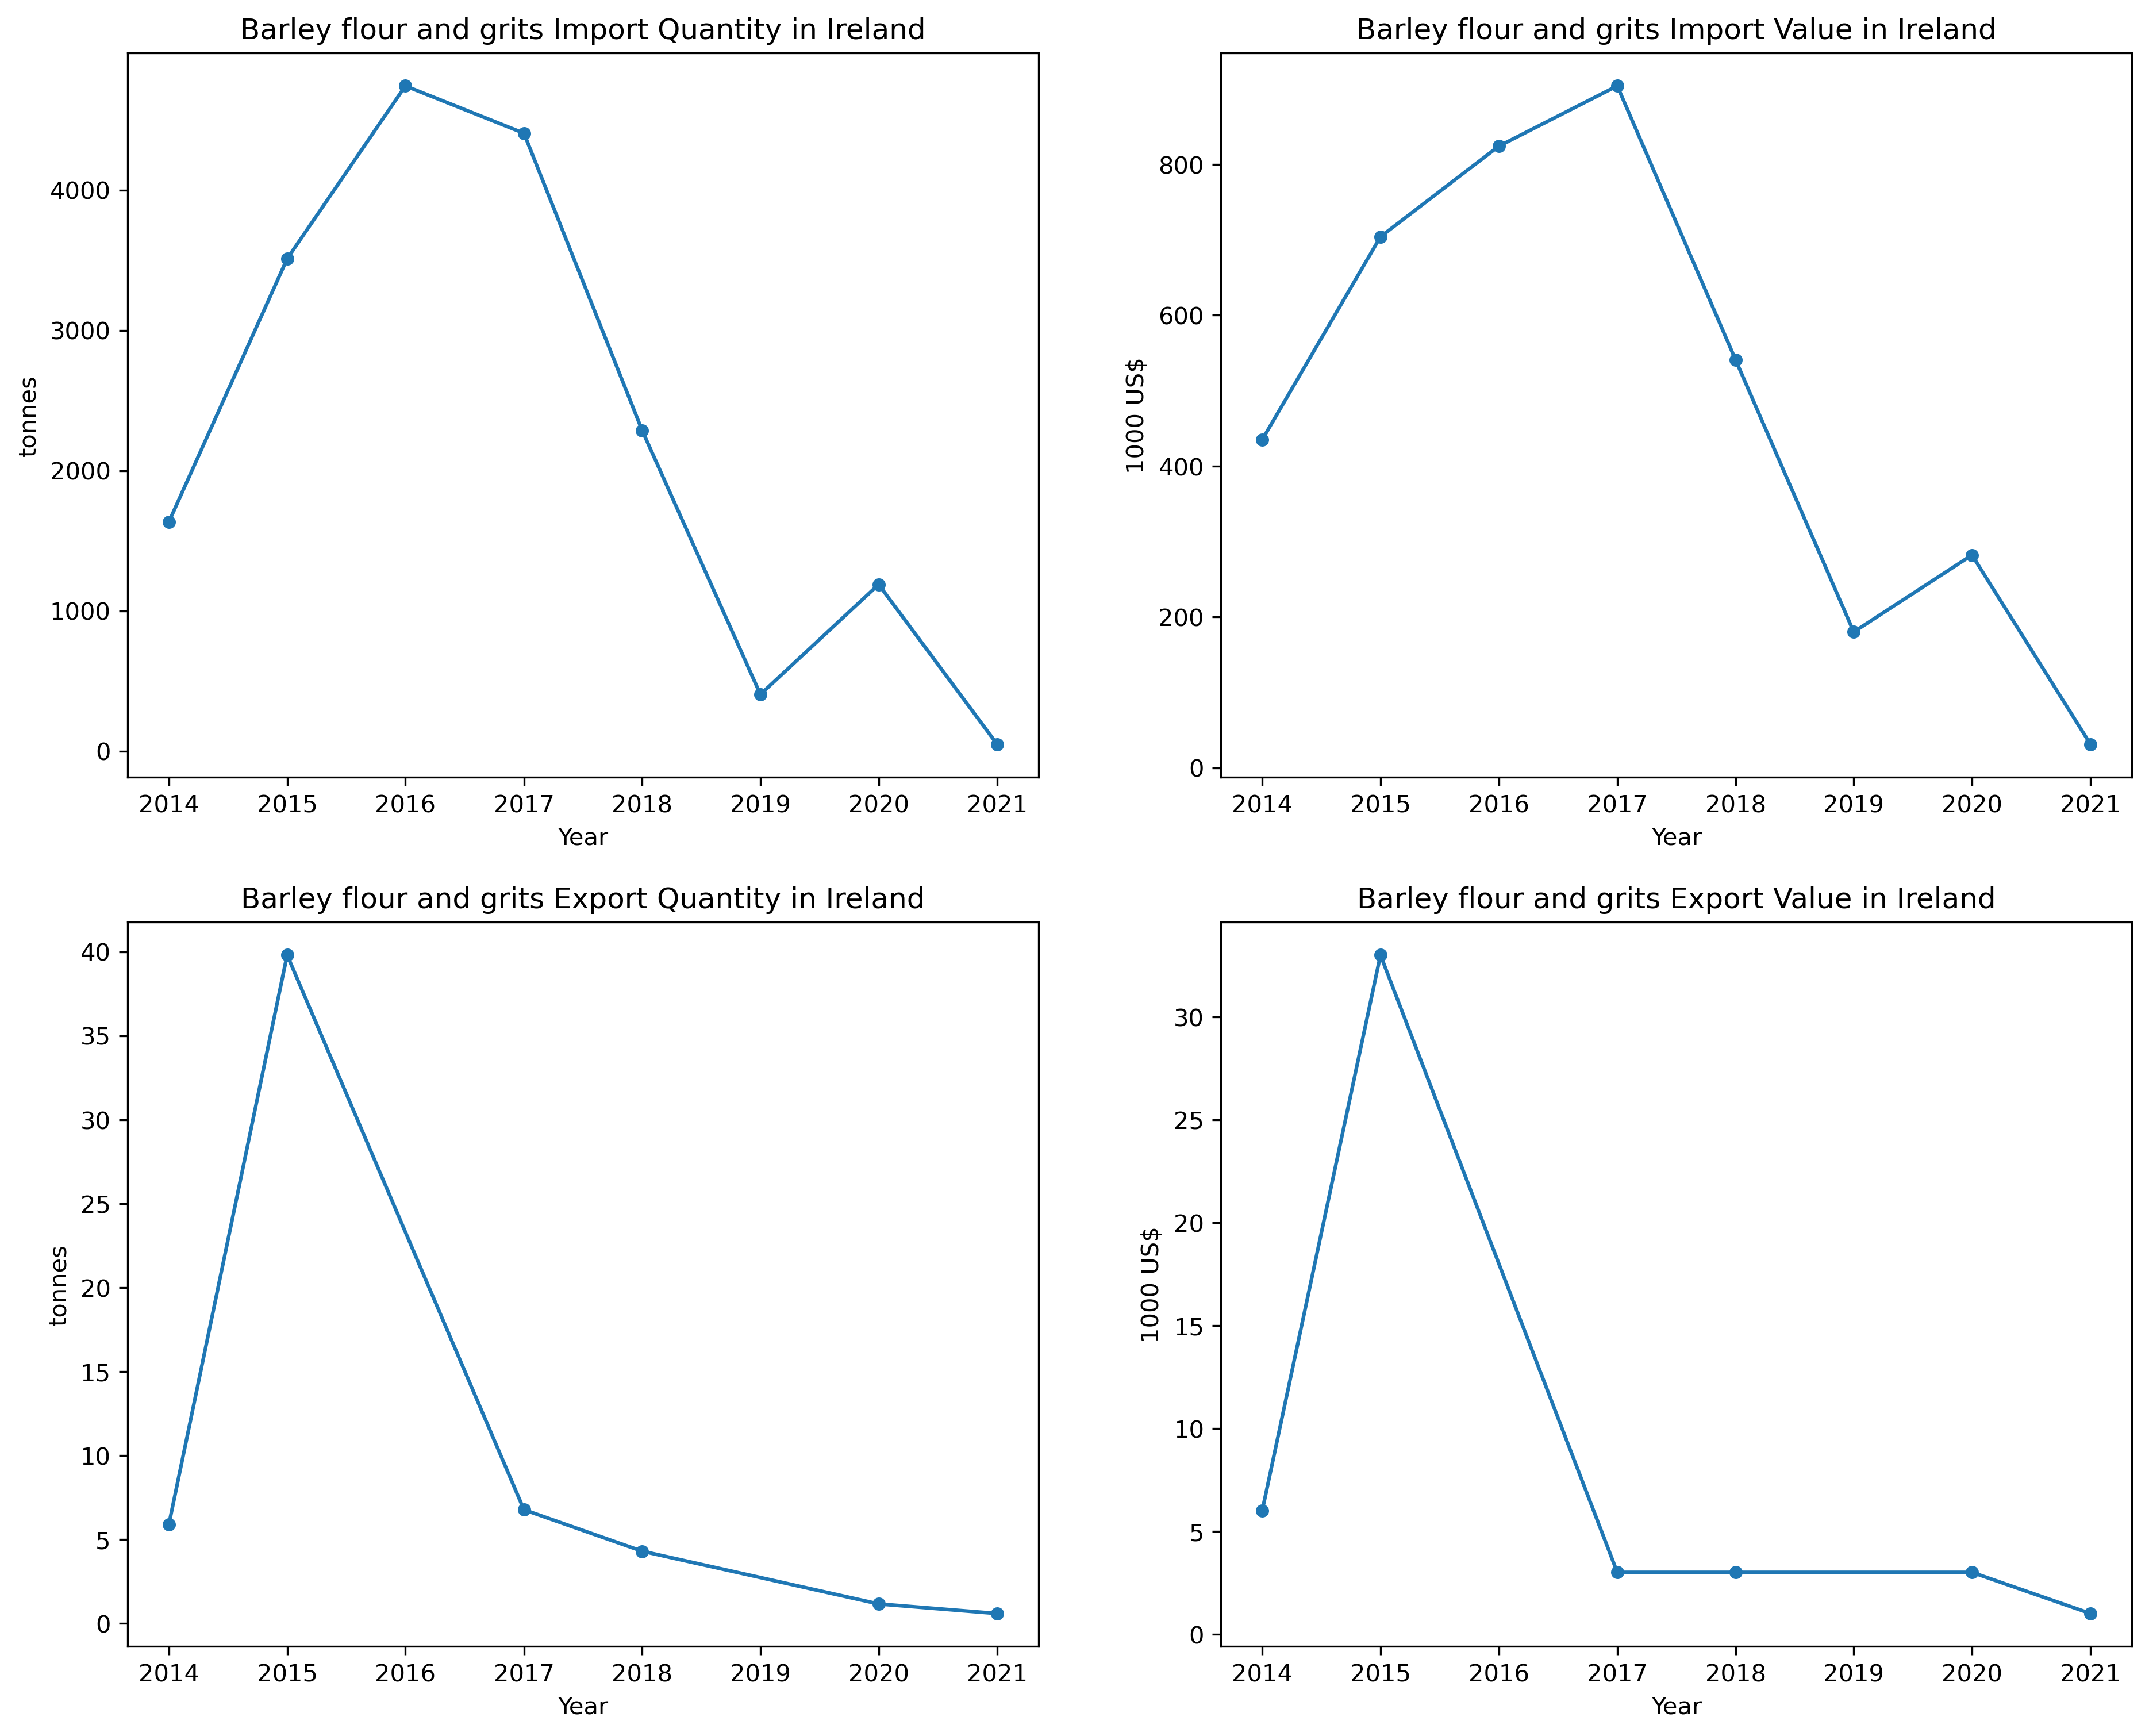 Barley flour and grits Import Quantity in Ireland
tonnes
4000
3000
2000
1000
0
2014 2015 2016 2017 2018 2019 2020 2021
Year
Barley flour and grits Import Value in Ireland
1000 US$
800
600
400
200
0
2014 2015 2016 2017 2018 2019 2020 2021
Year
Barley flour and grits Export Quantity in Ireland
tonnes
40
35
30
25
20
15
10
5
0
2014 2015 2016 2017 2018 2019 2020 2021
Year
Barley flour and grits Export Value in Ireland
1000 US$
30
25
20
15
10
5
0
2014 2015 2016 2017 2018 2019 2020 2021
Year